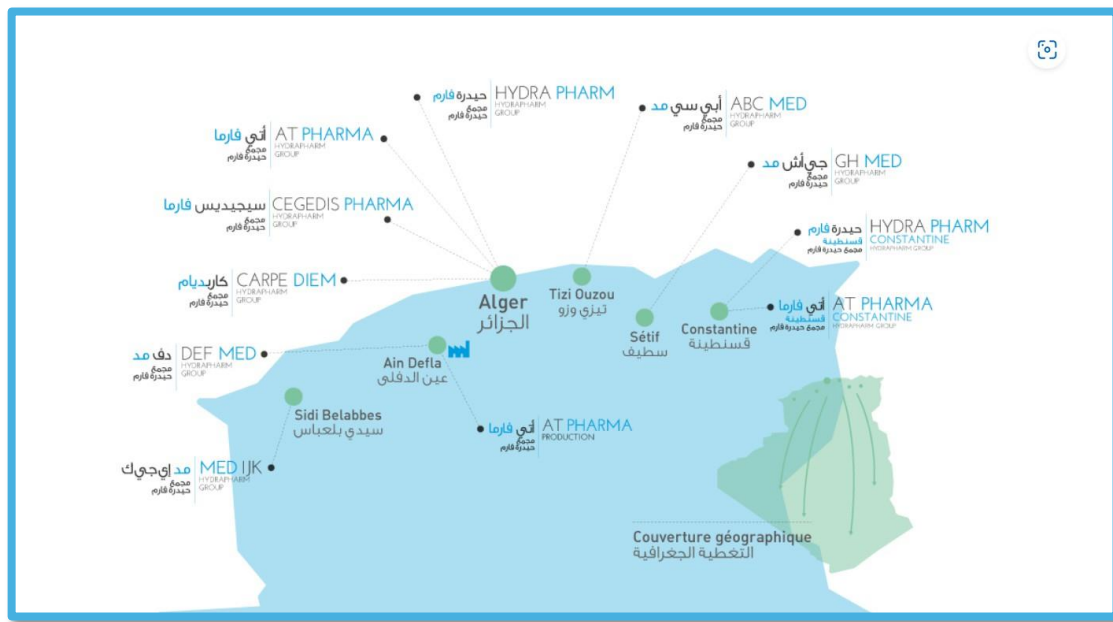 حيدرة فارم HYDRA PHARM
مجمع HYDRAPHARM
حيدرة فارم GROUP
أبي سي مد ABC MED
مجمع HYDRAPHARM
حيدرة فارم GROUP
أتي فارما AT PHARMA
مجمع HYDRAPHARM
حيدرة فارم GROUP
جي أش مد GH MED
مجمع HYDRAPHARM
حيدرة فارم GROUP
سيجيديس فارما CEGEDIS PHARMA
مجمع HYDRAPHARM
حيدرة فارم GROUP
حيدرة فارم HYDRA PHARM
قسنطينة CONSTANTINE
مجمع حيدرة فارم HYDRAPHARM GROUP
كاربديام CARPE DIEM
مجمع HYDRAPHARM
حيدرة فارم GROUP
أتي فارما AT PHARMA
قسنطينة CONSTANTINE
مجمع حيدرة فارم HYDRAPHARM GROUP
Alger
الجزائر
Tizi Ouzou
تيزي وزو
Sétif
سطيف
Constantine
قسنطينة
دف مد DEF MED
مجمع HYDRAPHARM
حيدرة فارم GROUP
Ain Defla
عين الدفلى
Sidi Belabbes
سيدي بلعباس
أتي فارما AT PHARMA
مجمع PRODUCTION
حيدرة فارم
مد إي جي ك MED IJK
مجمع HYDRAPHARM
حيدرة فارم GROUP
Couverture géographique
التغطية الجغرافية